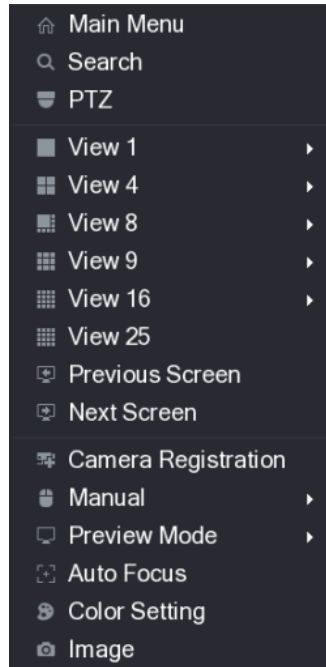 Main Menu
Search
PTZ
View 1
View 4
View 8
View 9
View 16
View 25
Previous Screen
Next Screen
Camera Registration
Manual
Preview Mode
Auto Focus
Color Setting
Image